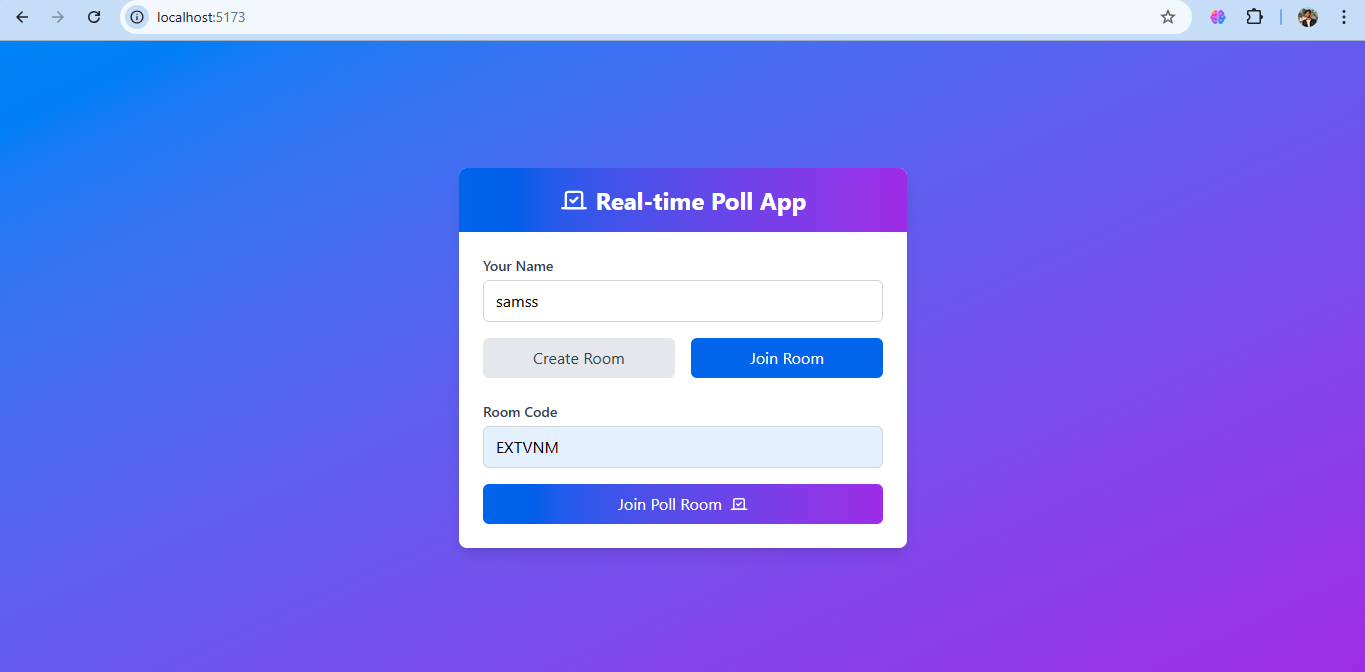 localhost:5173
Real-time Poll App
Your Name
samss
Create Room
Join Room
Room Code
EXTVNM
Join Poll Room